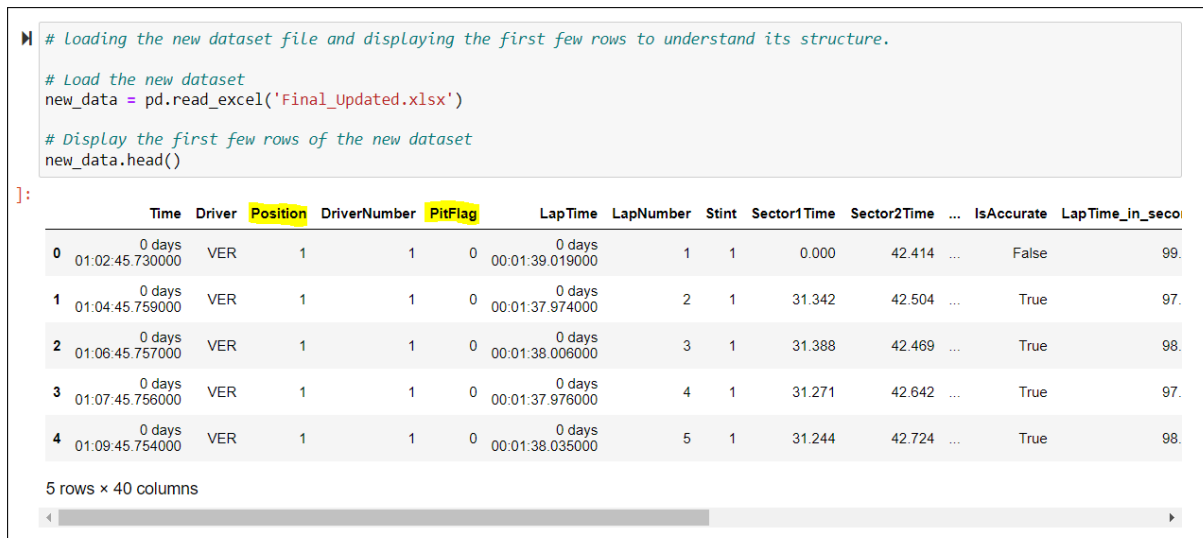 # Loading the new dataset file and displaying the first few rows to understand its structure.
# Load the new dataset
new_data = pd.read_excel('Final_Updated.xlsx')
# Display the first few rows of the new dataset
new_data.head()
]:
Time Driver Position DriverNumber PitFlag LapTime LapNumber Stint Sector1Time Sector2Time ... IsAccurate LapTime_in_secon
0 0 days 01:02:45.730000 VER 1 1 0 0 days 00:01:39.019000 1 1 0.000 42.414 ... False 99.
1 0 days 01:04:45.759000 VER 1 1 0 0 days 00:01:37.974000 2 1 31.342 42.504 ... True 97.
2 0 days 01:06:45.757000 VER 1 1 0 0 days 00:01:38.006000 3 1 31.388 42.469 ... True 98.
3 0 days 01:07:45.756000 VER 1 1 0 0 days 00:01:37.976000 4 1 31.271 42.642 ... True 97.
4 0 days 01:09:45.754000 VER 1 1 0 0 days 00:01:38.035000 5 1 31.244 42.724 ... True 98.
5 rows × 40 columns